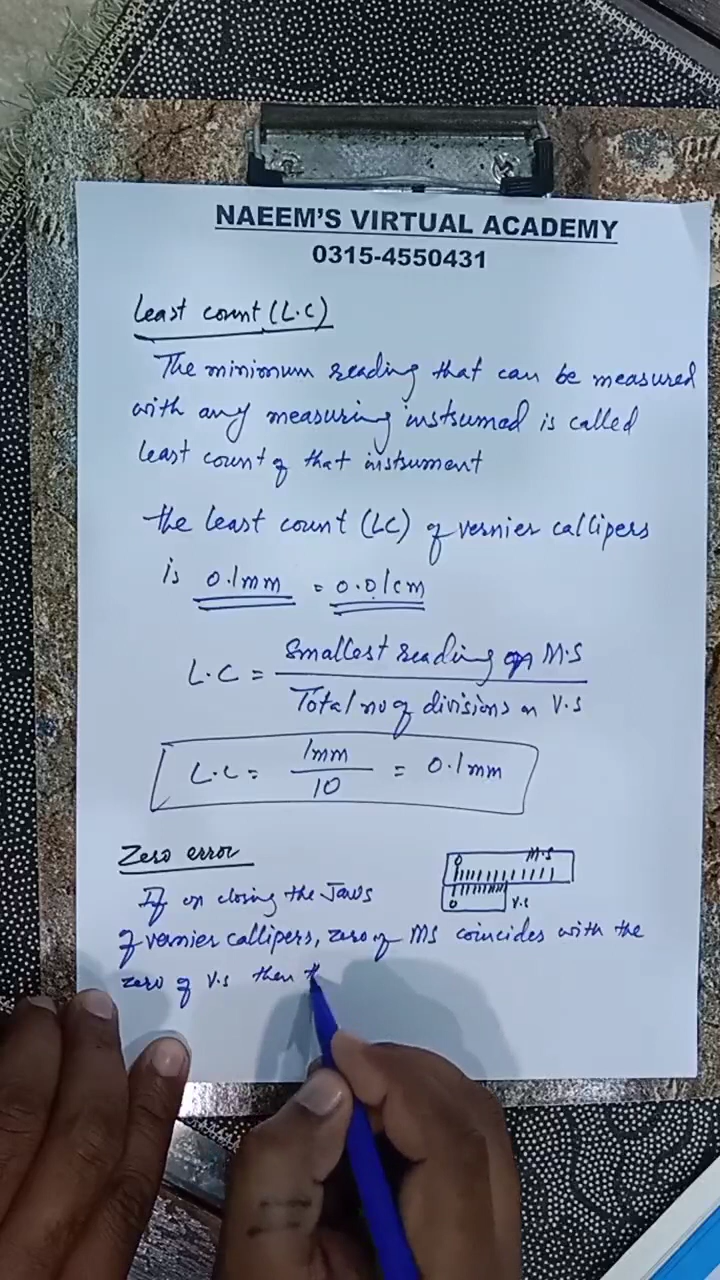 NAEEM'S VIRTUAL ACADEMY
0315-4550431
Least count (L.C)
The minimum reading that can be measured
with any measuring instrumed is called
least count of that instrument
the least count (LC) of vernier callipers
is 0.1mm = 0.01cm
L.C = Smallest reading on M.S
Total no of divisions on V.S
L.C = 1mm
10
= 0.1mm
Zero error
0 M.S
0 V.S
If on closing the Jaws
of vernier callipers, zero of MS coincides with the
zero of V.S then